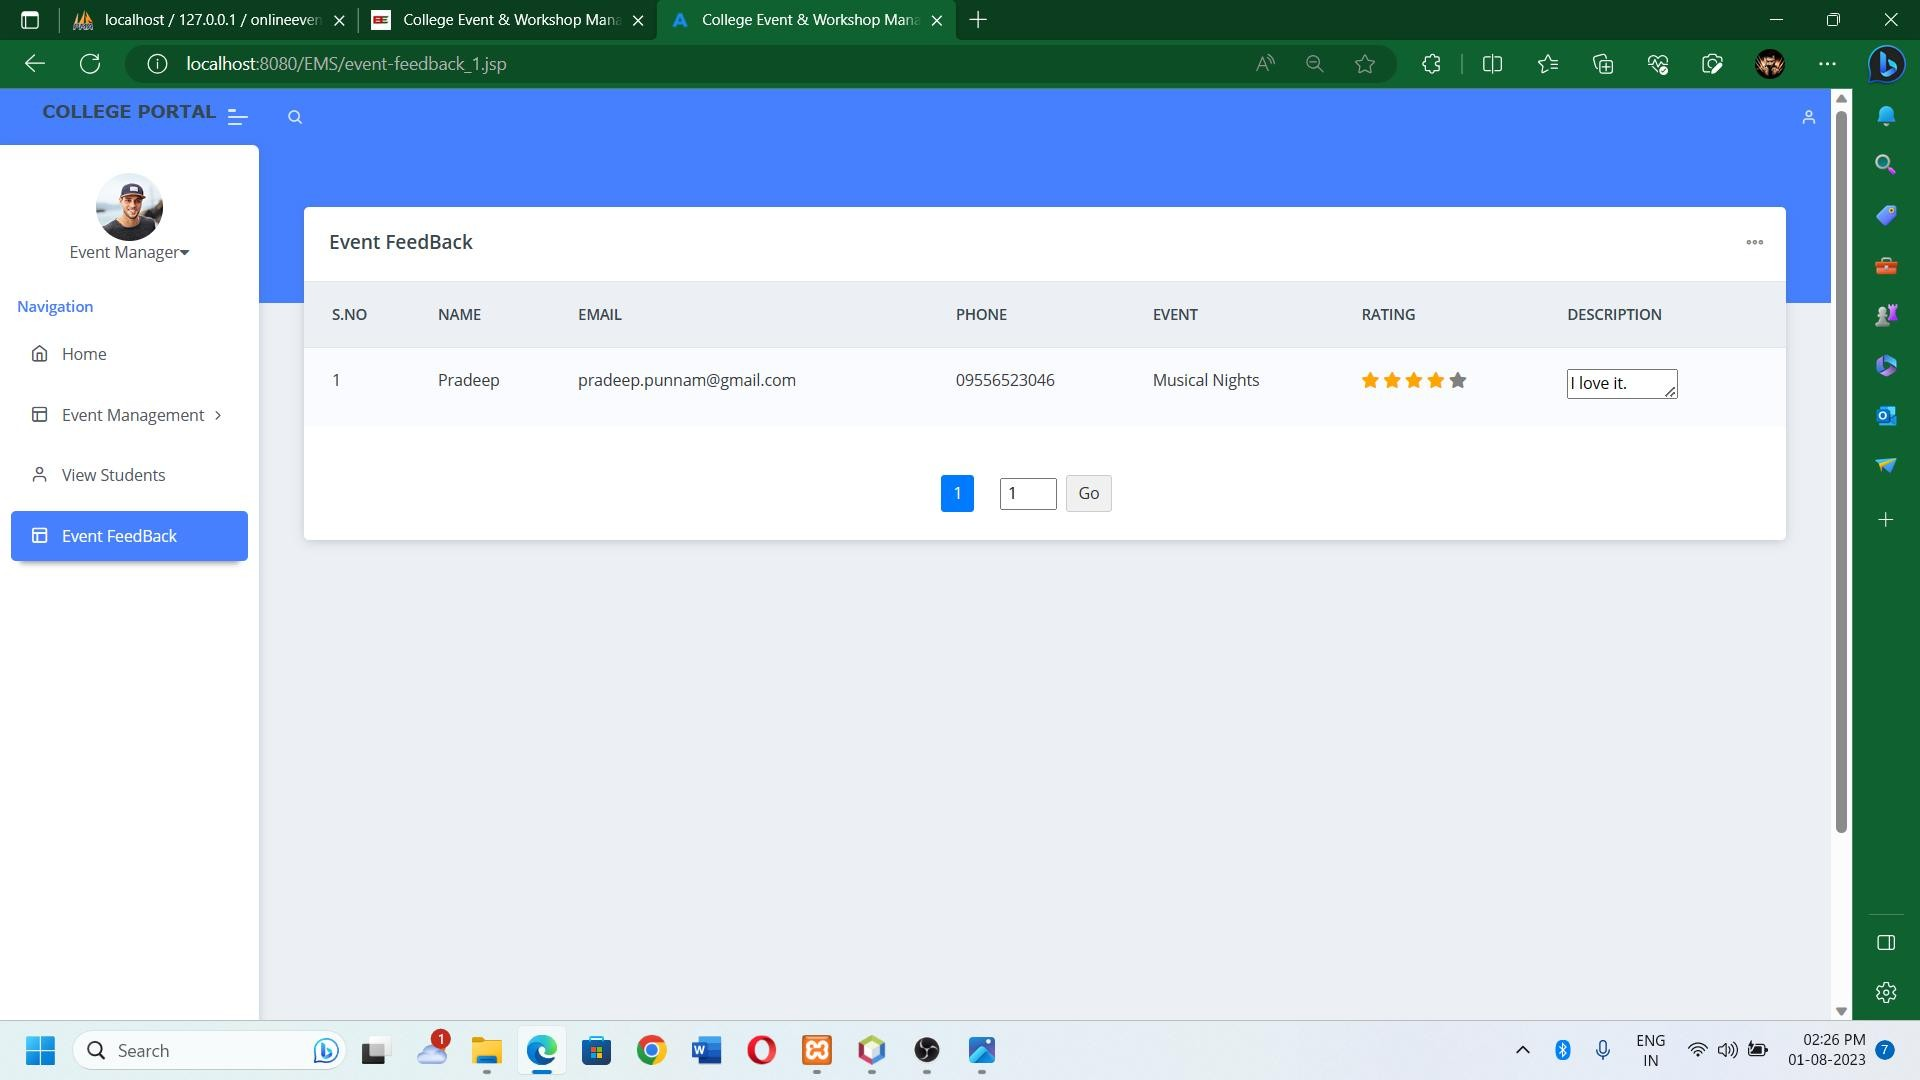 localhost / 127.0.0.1 / onlineeven
College Event & Workshop Mana
College Event & Workshop Mana
localhost:8080/EMS/event-feedback_1.jsp
COLLEGE PORTAL
Event Manager
Navigation
Home
Event Management
View Students
Event FeedBack
Event FeedBack
S.NO NAME EMAIL PHONE EVENT RATING DESCRIPTION
1 Pradeep pradeep.punnam@gmail.com 09556523046 Musical Nights I love it.
1 1 Go
Search
1
ENG
IN
02:26 PM
01-08-2023
7